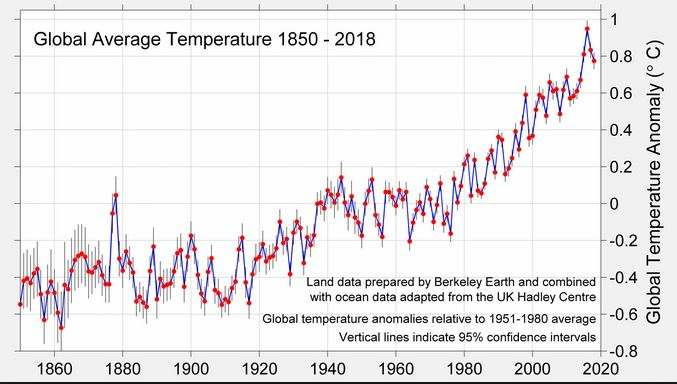 Global Average Temperature 1850 - 2018
1
0.8
0.6
0.4
0.2
0
-0.2
-0.4
-0.6
-0.8
Global Temperature Anomaly (° C)
Land data prepared by Berkeley Earth and combined
with ocean data adapted from the UK Hadley Centre
Global temperature anomalies relative to 1951-1980 average
Vertical lines indicate 95% confidence intervals
1860 1880 1900 1920 1940 1960 1980 2000 2020